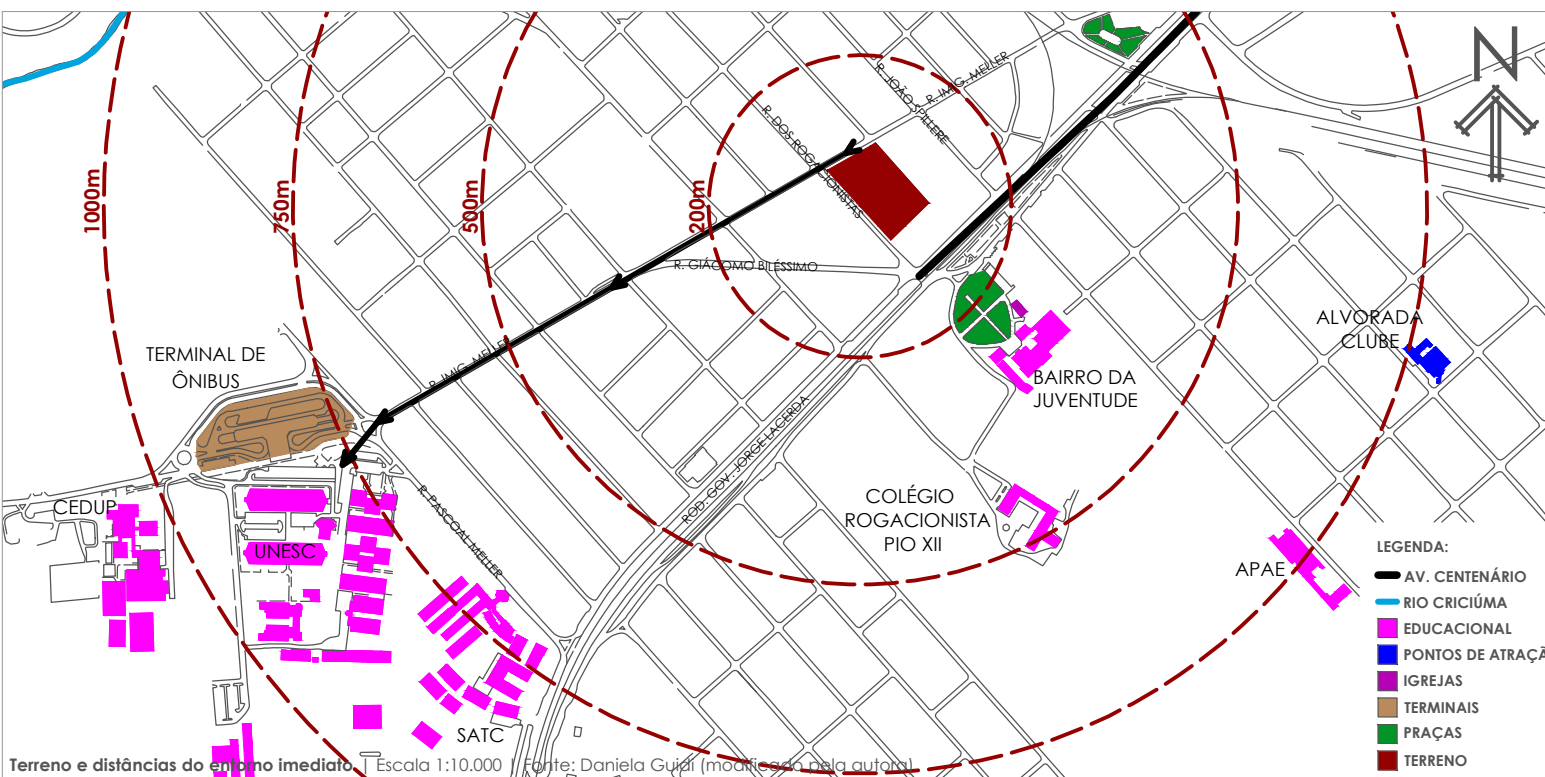 N
R. IMIG. MELLER
R. JOÃO SPILLERE
R. DOS ROGACIONISTAS
1000m
750m
500m
200m
R. GIÁCOMO BILÉSSIMO
ALVORADA
CLUBE
TERMINAL DE
ÔNIBUS
R. IMIG. MELLER
BAIRRO DA
JUVENTUDE
ROD. GOV. JORGE LACERDA
R. PASCOAL MELLER
COLÉGIO
ROGACIONISTA
PIO XII
CEDUP
UNESC
APAE
SATC
LEGENDA:
AV. CENTENÁRIO
RIO CRICIÚMA
EDUCACIONAL
PONTOS DE ATRAÇÃ
IGREJAS
TERMINAIS
PRAÇAS
TERRENO
Terreno e distâncias do entorno imediato | Escala 1:10.000 | Fonte: Daniela Guidi (modificado pela autora)